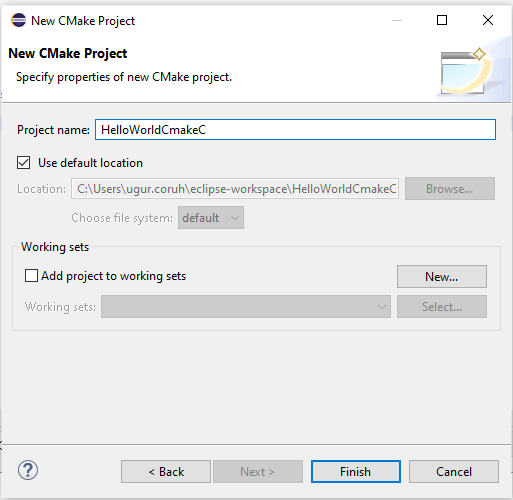 New CMake Project
New CMake Project
Specify properties of new CMake project.
Project name: HelloWorldCmakeC
Use default location
Location: C:\Users\ugur.coruh\eclipse-workspace\HelloWorldCmakeC Browse...
Choose file system: default
Working sets
Add project to working sets New...
Working sets: Select...
? < Back Next > Finish Cancel